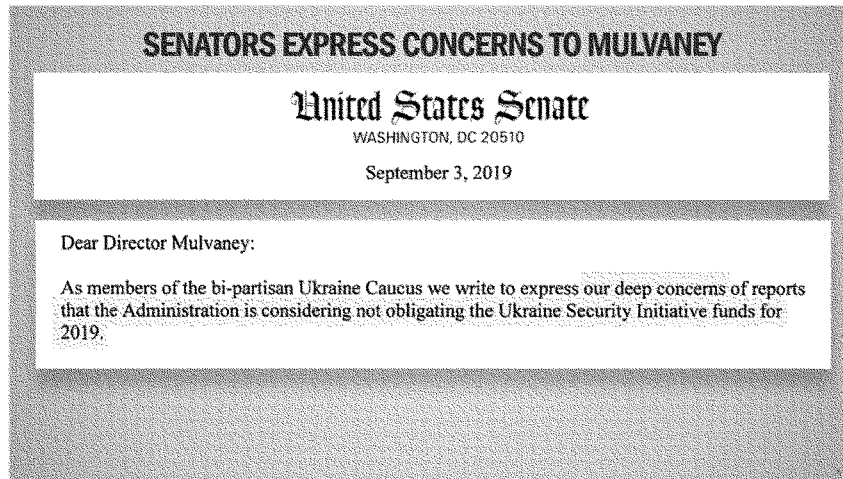 SENATORS EXPRESS CONCERNS TO MULVANEY
United States Senate
WASHINGTON, DC 20510
September 3, 2019
Dear Director Mulvaney:
As members of the bi-partisan Ukraine Caucus we write to express our deep concerns of reports
that the Administration is considering not obligating the Ukraine Security Initiative funds for
2019.